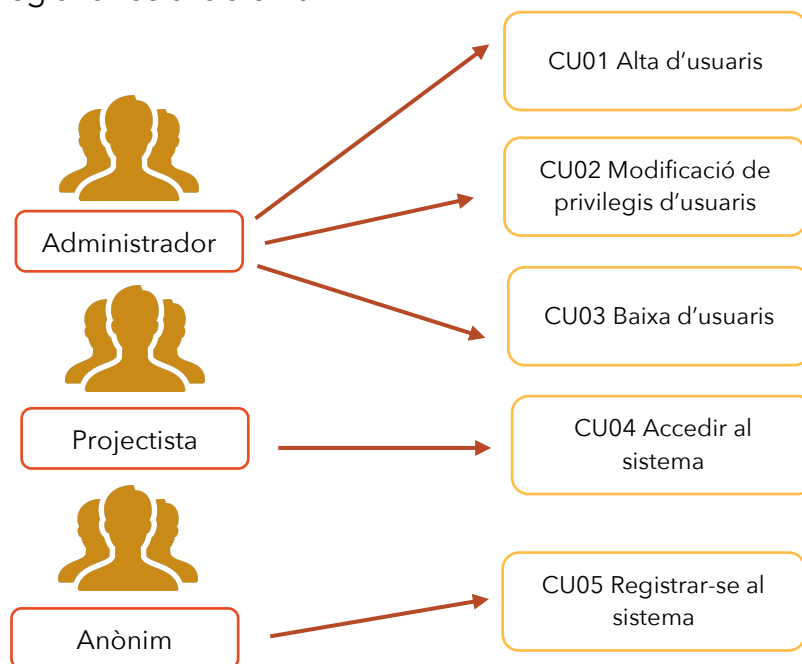 CU01 Alta d’usuaris
CU02 Modificació de
privilegis d’usuaris
Administrador
CU03 Baixa d’usuaris
Projectista
CU04 Accedir al
sistema
CU05 Registrar-se al
sistema
Anònim